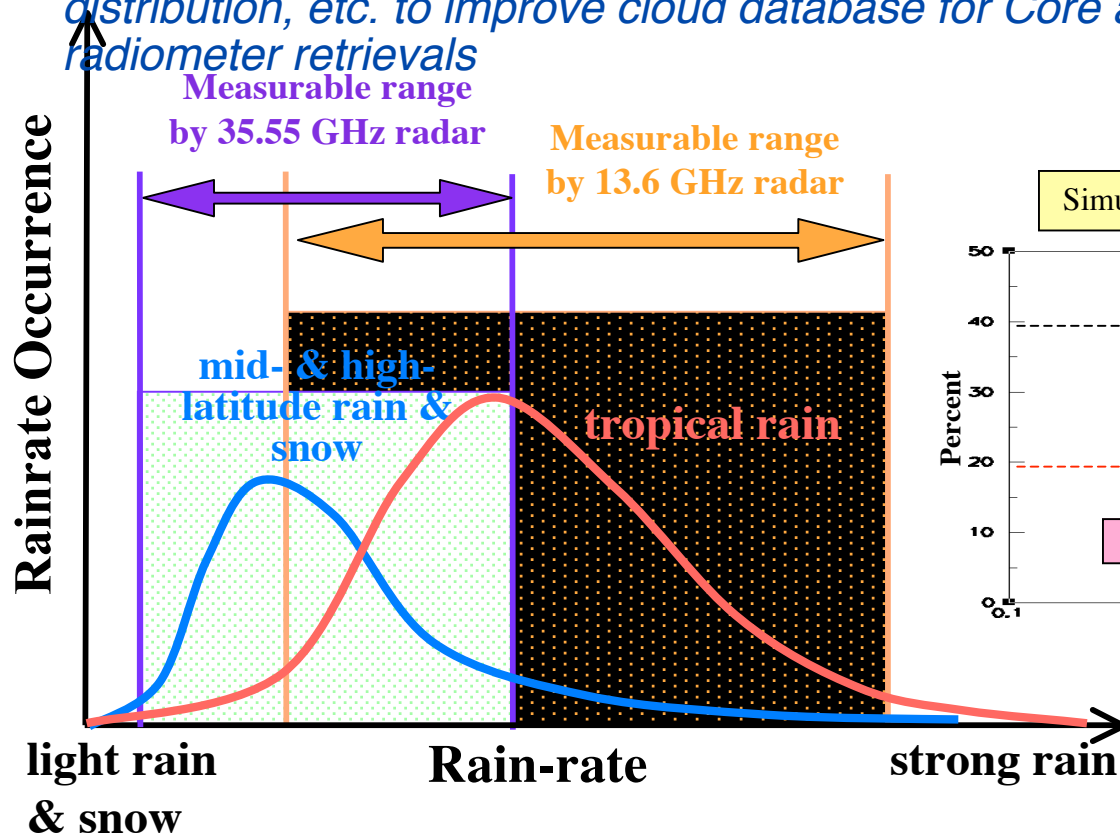 distribution, etc. to improve cloud database for Core
radiometer retrievals
Measurable range
by 35.55 GHz radar
Measurable range
by 13.6 GHz radar
Rainrate Occurrence
mid- & high-
latitude rain &
snow
tropical rain
light rain
& snow
Rain-rate
strong rain
50
40
30
20
10
0
0.1
Percent